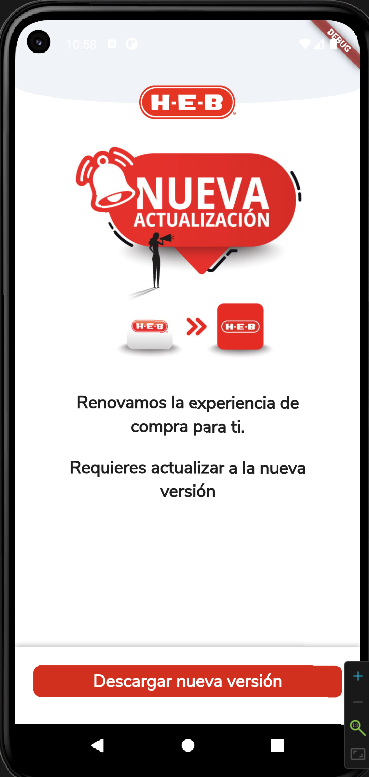 10:58
DEBUG
H-E-B
NUEVA
ACTUALIZACIÓN
H-E-B
H-E-B
Renovamos la experiencia de
compra para ti.
Requieres actualizar a la nueva
versión
Descargar nueva versión